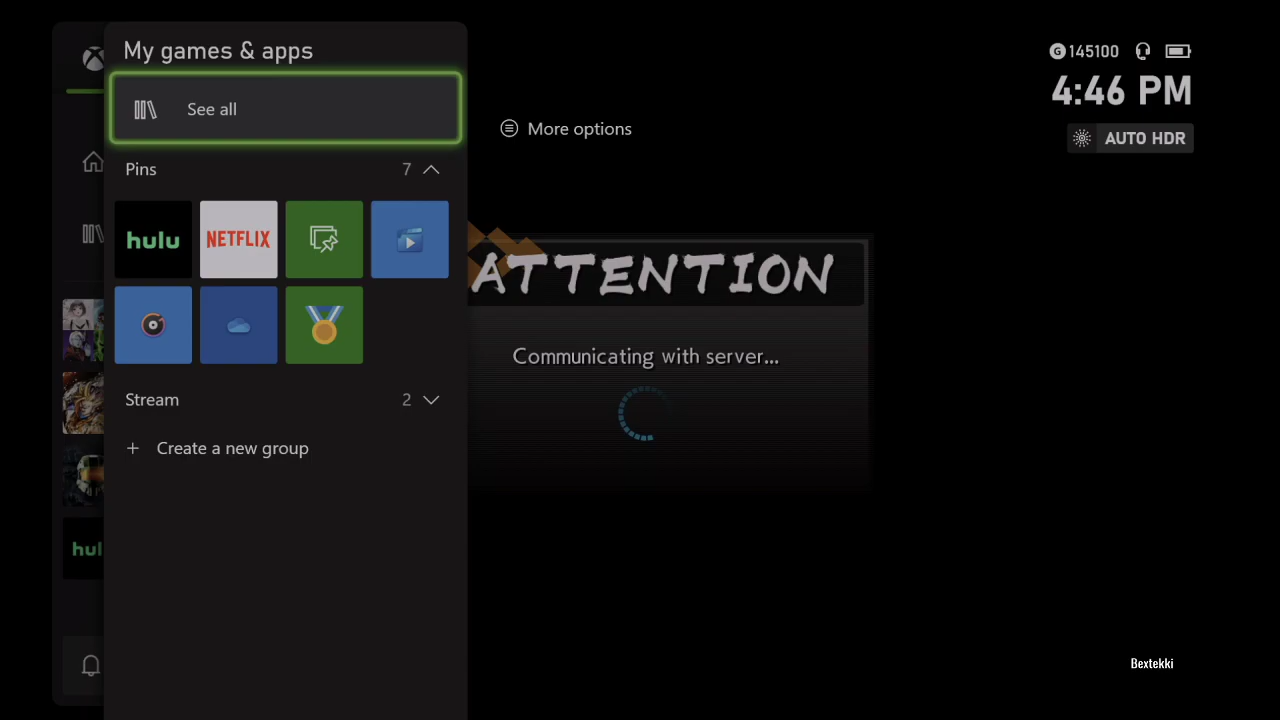 My games & apps
See all
Pins 7
hulu
NETFLIX
Stream 2
+ Create a new group
hul
G 145100
4:46 PM
AUTO HDR
More options
ATTENTION
Communicating with server...
Bextekki